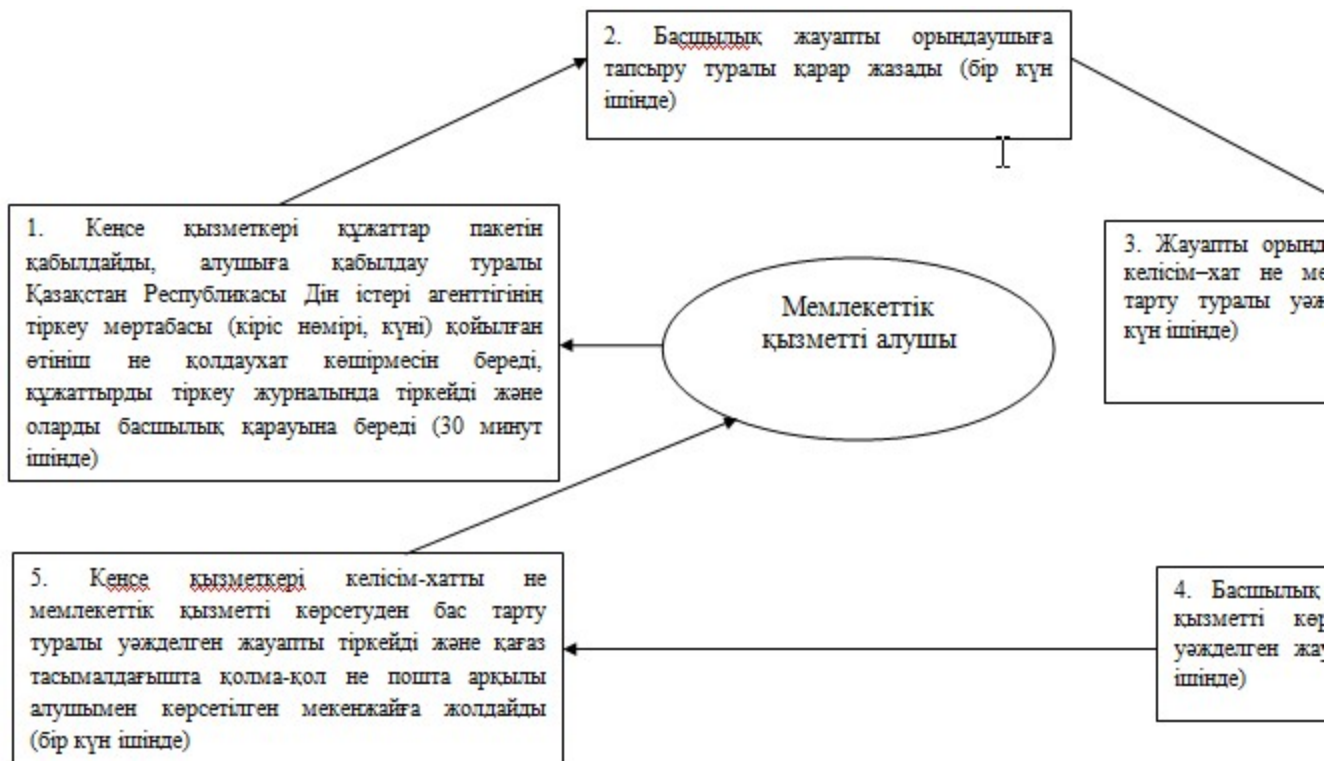 2. Басшылық жауапты орындаушыға
тапсыру туралы қарар жазады (бір күн
ішінде)
1. Кеңсе қызметкері құжаттар пакетін
қабылдайды, алушыға қабылдау туралы
Қазақстан Республикасы Дін істері агенттігінің
тіркеу мөртабасы (кіріс нөмірі, күні) қойылған
өтініш не қолдаухат көшірмесін береді,
құжаттырды тіркеу журналында тіркейді және
оларды басшылық қарауына береді (30 минут
ішінде)
Мемлекеттік
қызметті алушы
3. Жауапты
келісім–хат не
тарту туралы
күн ішінде)
5. Кеңсе қызметкері келісім-хатты не
мемлекеттік қызметті көрсетуден бас тарту
туралы уәжделген жауапты тіркейді және қағаз
тасымалдағышта қолма-қол не пошта арқылы
алушымен көрсетілген мекенжайға жолдайды
(бір күн ішінде)
4. Басшылық
қызметті
уәжделген
ішінде)